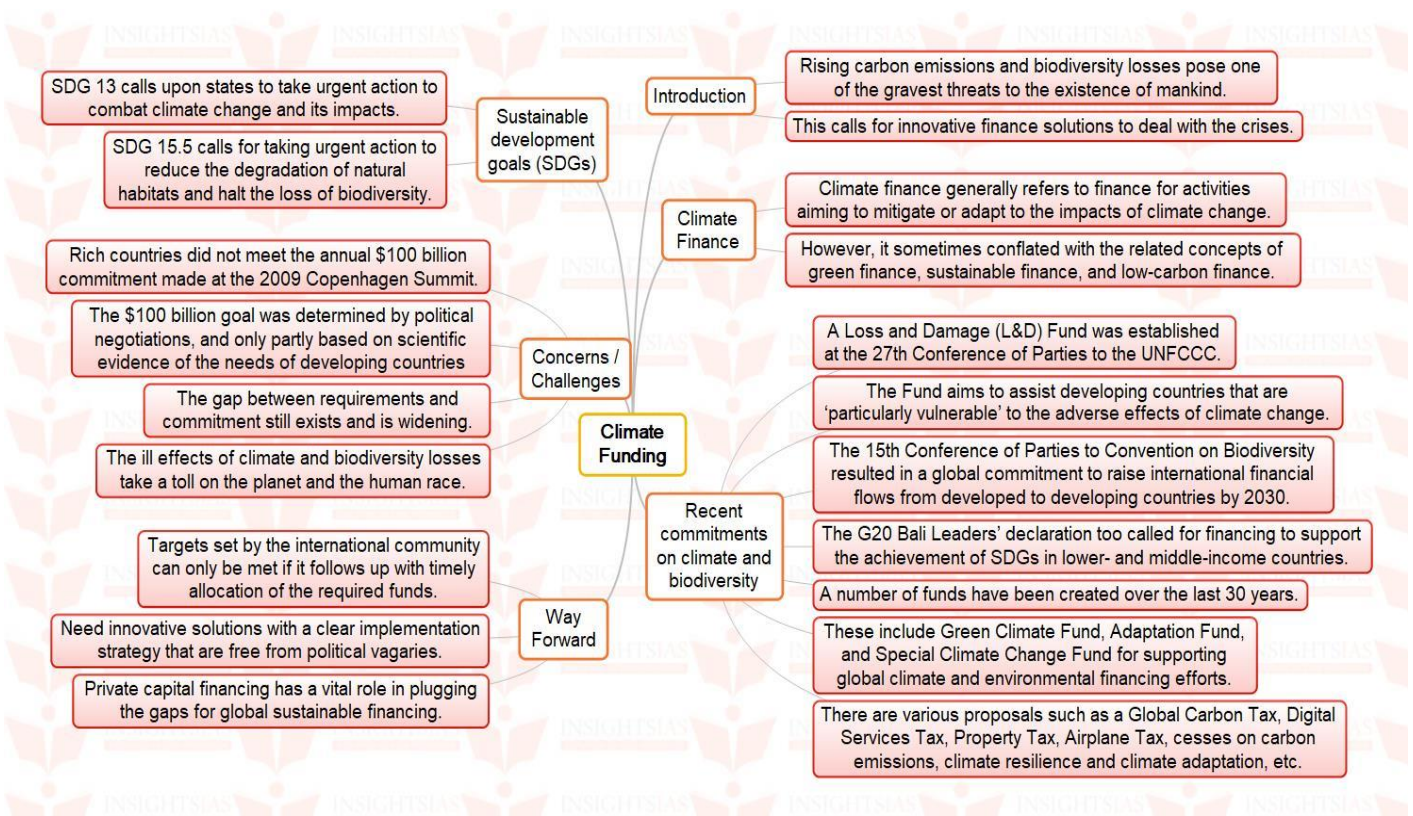 Climate
Funding
Introduction
Rising carbon emissions and biodiversity losses pose one
of the gravest threats to the existence of mankind.
This calls for innovative finance solutions to deal with the crises.
Climate
Finance
Climate finance generally refers to finance for activities
aiming to mitigate or adapt to the impacts of climate change.
However, it sometimes conflated with the related concepts of
green finance, sustainable finance, and low-carbon finance.
Recent
commitments
on climate and
biodiversity
A Loss and Damage (L&D) Fund was established
at the 27th Conference of Parties to the UNFCCC.
The Fund aims to assist developing countries that are
‘particularly vulnerable’ to the adverse effects of climate change.
The 15th Conference of Parties to Convention on Biodiversity
resulted in a global commitment to raise international financial
flows from developed to developing countries by 2030.
The G20 Bali Leaders’ declaration too called for financing to support
the achievement of SDGs in lower- and middle-income countries.
A number of funds have been created over the last 30 years.
These include Green Climate Fund, Adaptation Fund,
and Special Climate Change Fund for supporting
global climate and environmental financing efforts.
There are various proposals such as a Global Carbon Tax, Digital
Services Tax, Property Tax, Airplane Tax, cesses on carbon
emissions, climate resilience and climate adaptation, etc.
Sustainable
development
goals (SDGs)
SDG 13 calls upon states to take urgent action to
combat climate change and its impacts.
SDG 15.5 calls for taking urgent action to
reduce the degradation of natural
habitats and halt the loss of biodiversity.
Concerns /
Challenges
Rich countries did not meet the annual $100 billion
commitment made at the 2009 Copenhagen Summit.
The $100 billion goal was determined by political
negotiations, and only partly based on scientific
evidence of the needs of developing countries
The gap between requirements and
commitment still exists and is widening.
The ill effects of climate and biodiversity losses
take a toll on the planet and the human race.
Way
Forward
Targets set by the international community
can only be met if it follows up with timely
allocation of the required funds.
Need innovative solutions with a clear implementation
strategy that are free from political vagaries.
Private capital financing has a vital role in plugging
the gaps for global sustainable financing.
INSIGHTSIAS